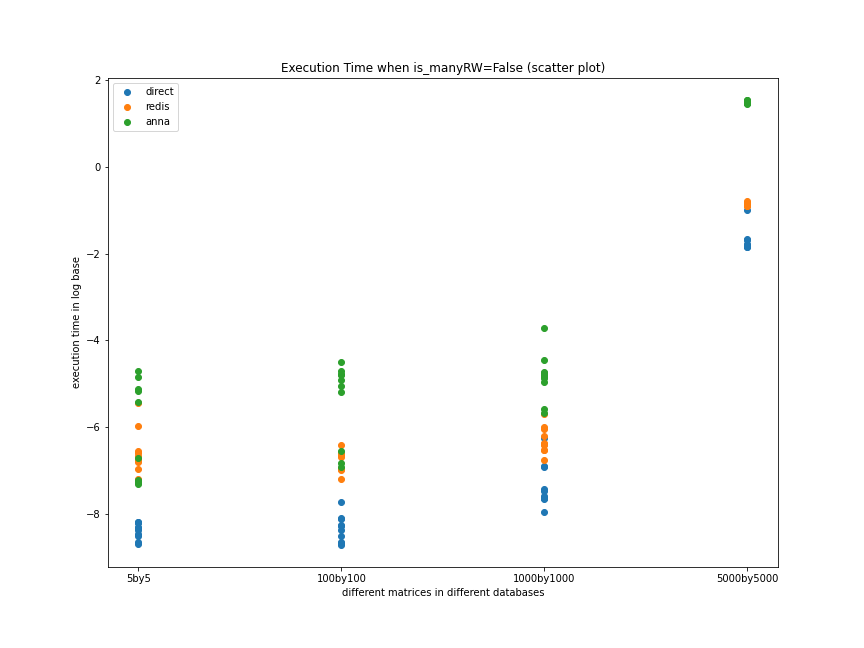 Execution Time when is_manyRW=False (scatter plot)
direct
redis
anna
2
0
−2
−4
−6
−8
execution time in log base
5by5 100by100 1000by1000 5000by5000
different matrices in different databases